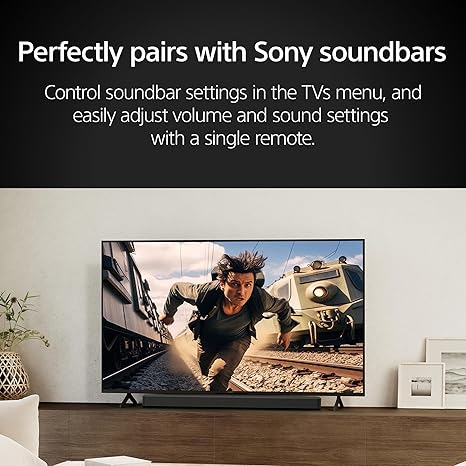 Perfectly pairs with Sony soundbars
Control soundbar settings in the TVs menu, and
easily adjust volume and sound settings
with a single remote.